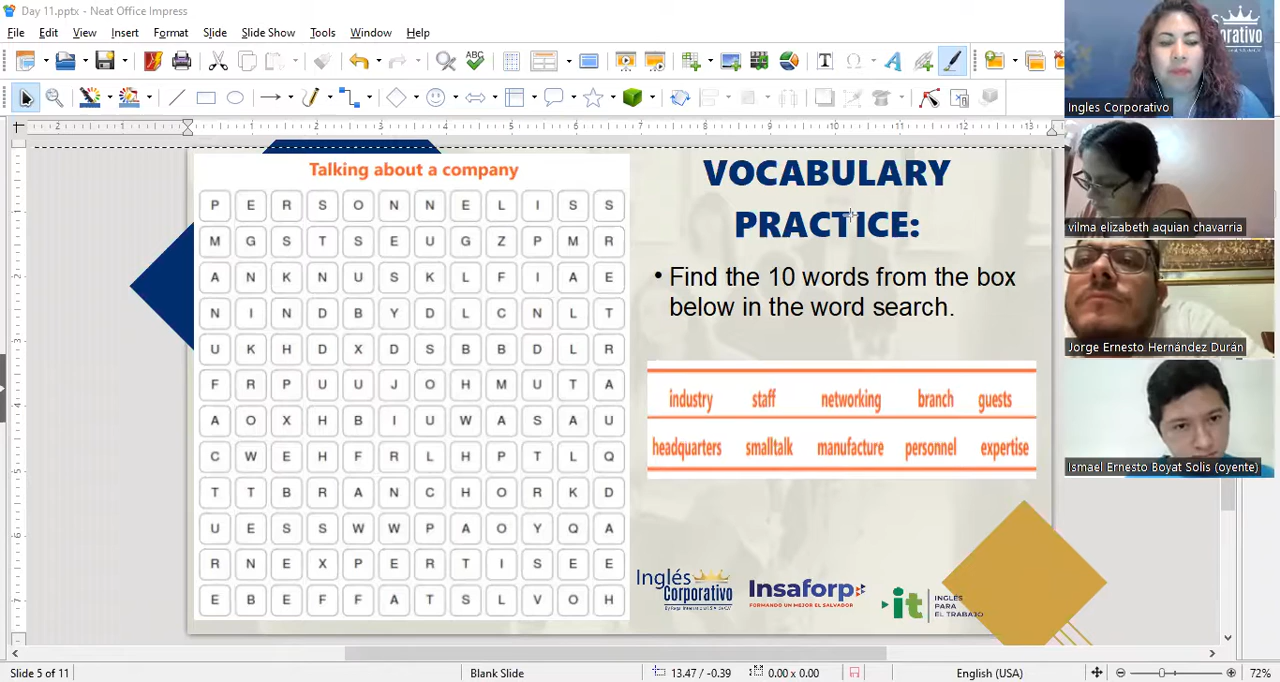 Day 11.pptx - Neat Office Impress
File Edit View Insert Format Slide Slide Show Tools Window Help
Talking about a company
P E R S O N N E L I S S
M G S T S E U G Z P M R
A N K N U S K L F I A E
N I N D B Y D L C N L T
U K H D X D S B B D L R
F R P U U J O H M U T A
A O X H B I U W A S A U
C W E H F R L H P T L Q
T T B R A N C H O R K D
U E S S W W P A O Y Q A
R N E X P E R T I S E E
E B E F F A T S L V O H
VOCABULARY
PRACTICE:
• Find the 10 words from the box
below in the word search.
industry staff networking branch guests
headquarters smalltalk manufacture personnel expertise
Inglés
Corporativo
Insaforp
FORMANDO UN MEJOR EL SALVADOR
it
INGLÉS
PARA
EL TRABAJO
Corporativo
Ingles Corporativo
vilma elizabeth aquian chavarria
Jorge Ernesto Hernández Durán
Ismael Ernesto Boyat Solis (oyente)
Slide 5 of 11 Blank Slide 13.47 / -0.39 0.00 x 0.00 English (USA) 72%